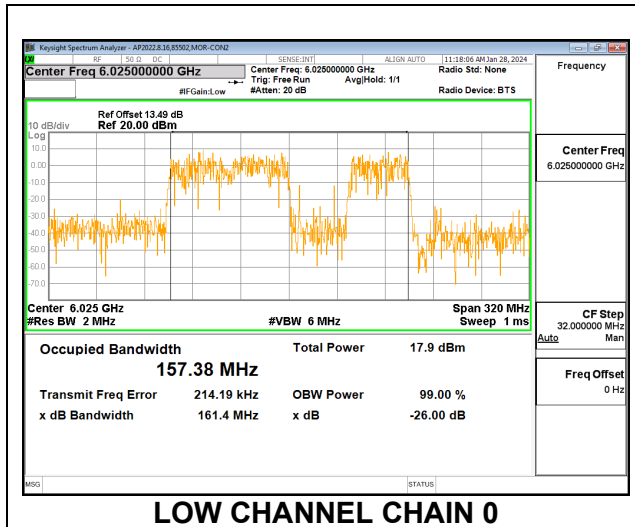 Keysight Spectrum Analyzer - AP2022.8.16,85502,MOR-CON2
RF 50 Ω DC SENSE:INT ALIGN AUTO 11:18:06 AM Jan 28, 2024
Center Freq 6.025000000 GHz
Center Freq: 6.025000000 GHz
Radio Std: None
Trig: Free Run Avg|Hold: 1/1
#IFGain:Low #Atten: 20 dB Radio Device: BTS
Ref Offset 13.49 dB
10 dB/div Ref 20.00 dBm
Log
10.0
0.00
-10.0
-20.0
-30.0
-40.0
-50.0
-60.0
-70.0
Center 6.025 GHz Span 320 MHz
#Res BW 2 MHz #VBW 6 MHz Sweep 1 ms
Occupied Bandwidth Total Power 17.9 dBm
157.38 MHz
Transmit Freq Error 214.19 kHz OBW Power 99.00 %
x dB Bandwidth 161.4 MHz x dB -26.00 dB
MSG STATUS
Frequency
Center Freq
6.025000000 GHz
CF Step
32.000000 MHz
Auto Man
Freq Offset
0 Hz
LOW CHANNEL CHAIN 0